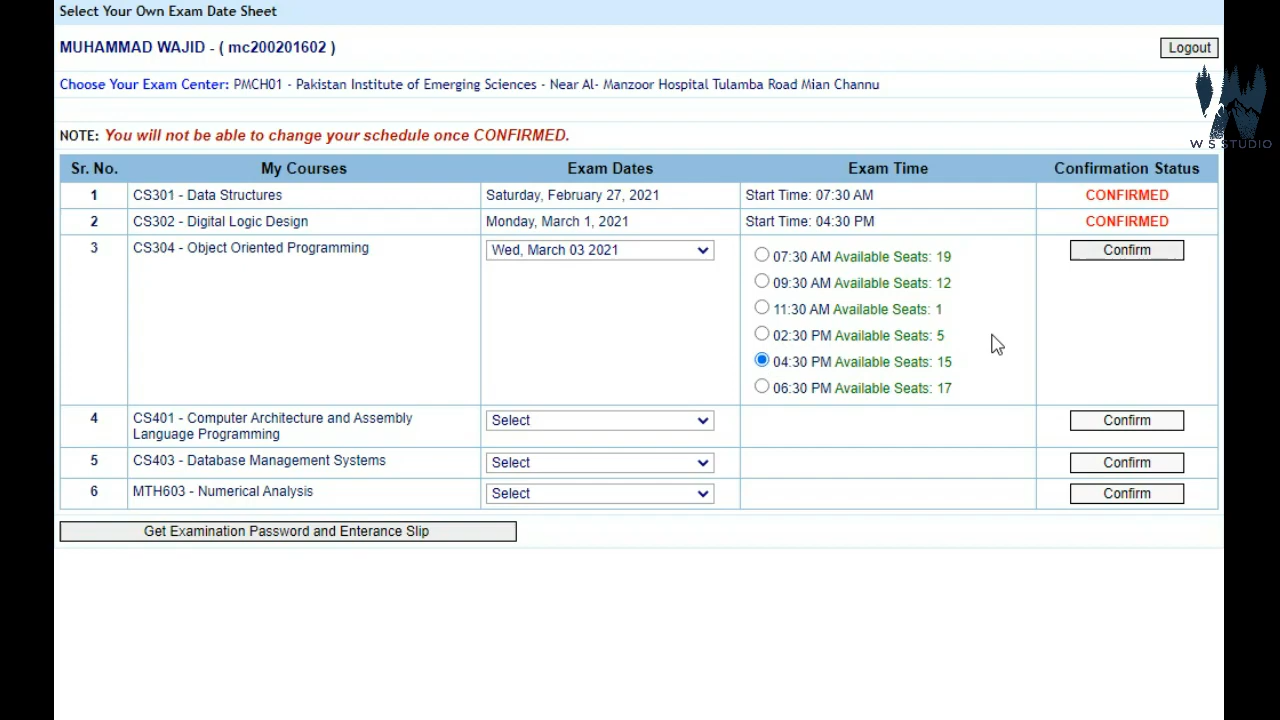 Select Your Own Exam Date Sheet
MUHAMMAD WAJID - ( mc200201602 )
Logout
Choose Your Exam Center: PMCH01 - Pakistan Institute of Emerging Sciences - Near Al- Manzoor Hospital Tulamba Road Mian Channu
W S STUDIO
NOTE: You will not be able to change your schedule once CONFIRMED.
Sr. No. My Courses Exam Dates Exam Time Confirmation Status
1 CS301 - Data Structures Saturday, February 27, 2021 Start Time: 07:30 AM CONFIRMED
2 CS302 - Digital Logic Design Monday, March 1, 2021 Start Time: 04:30 PM CONFIRMED
3 CS304 - Object Oriented Programming Wed, March 03 2021 Confirm
07:30 AM Available Seats: 19
09:30 AM Available Seats: 12
11:30 AM Available Seats: 1
02:30 PM Available Seats: 5
04:30 PM Available Seats: 15
06:30 PM Available Seats: 17
4 CS401 - Computer Architecture and Assembly Select Confirm
Language Programming
5 CS403 - Database Management Systems Select Confirm
6 MTH603 - Numerical Analysis Select Confirm
Get Examination Password and Enterance Slip